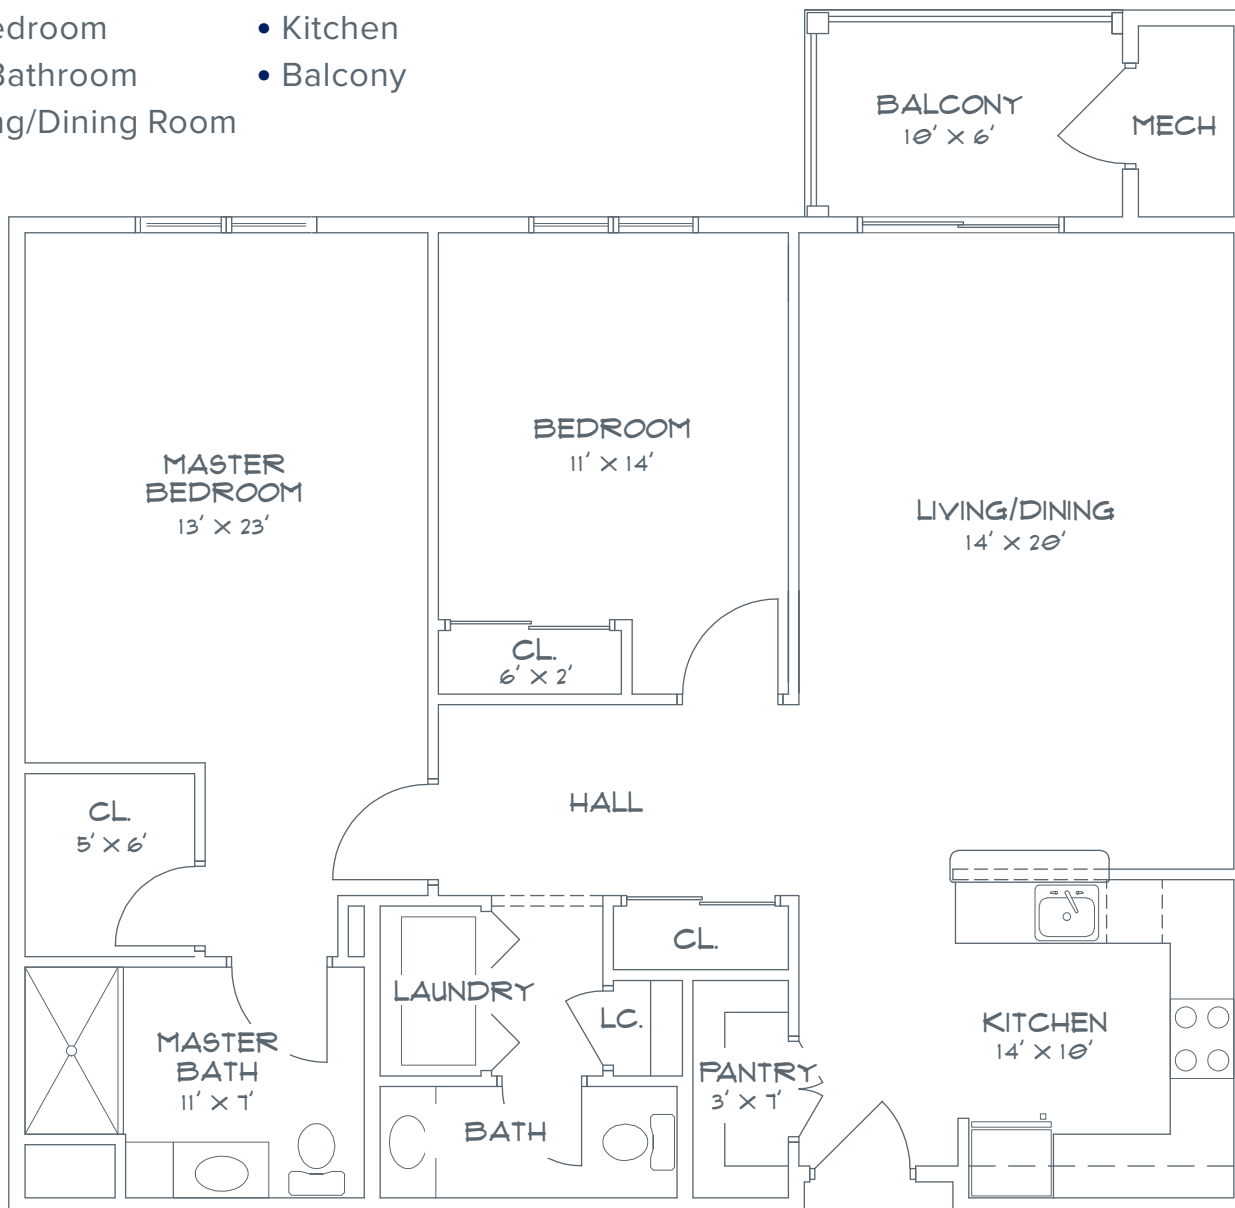 edroom
• Kitchen
Bathroom
• Balcony
ng/Dining Room
BALCONY
10' X 6'
MECH
BEDROOM
11' X 14'
MASTER
BEDROOM
13' X 23'
LIVING/DINING
14' X 20'
CL.
6' X 2'
HALL
CL.
5' X 6'
CL.
LAUNDRY
LC.
KITCHEN
14' X 10'
MASTER
BATH
11' X 7'
PANTRY
3' X 7'
BATH